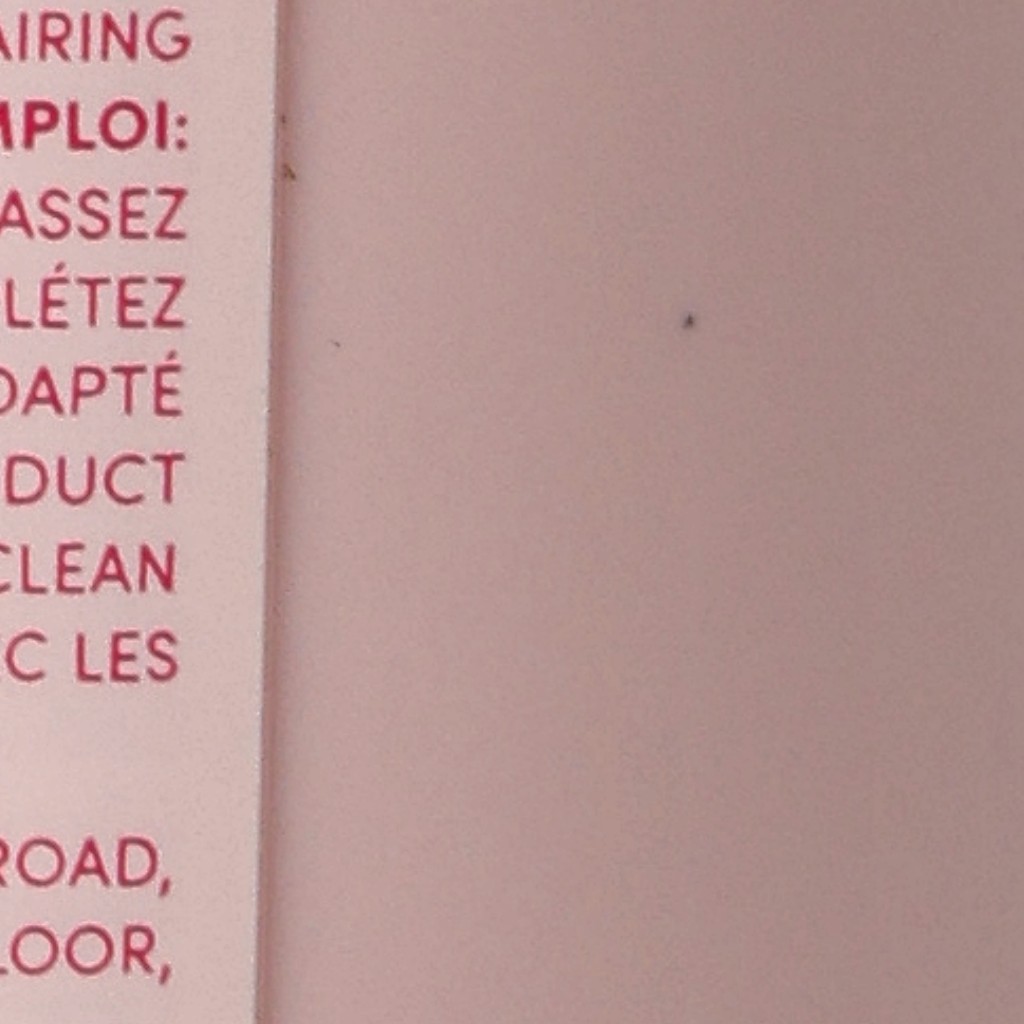 AIRING
MPLOI:
ASSEZ
LÉTEZ
DAPTÉ
DUCT
CLEAN
C LES
ROAD,
LOOR,